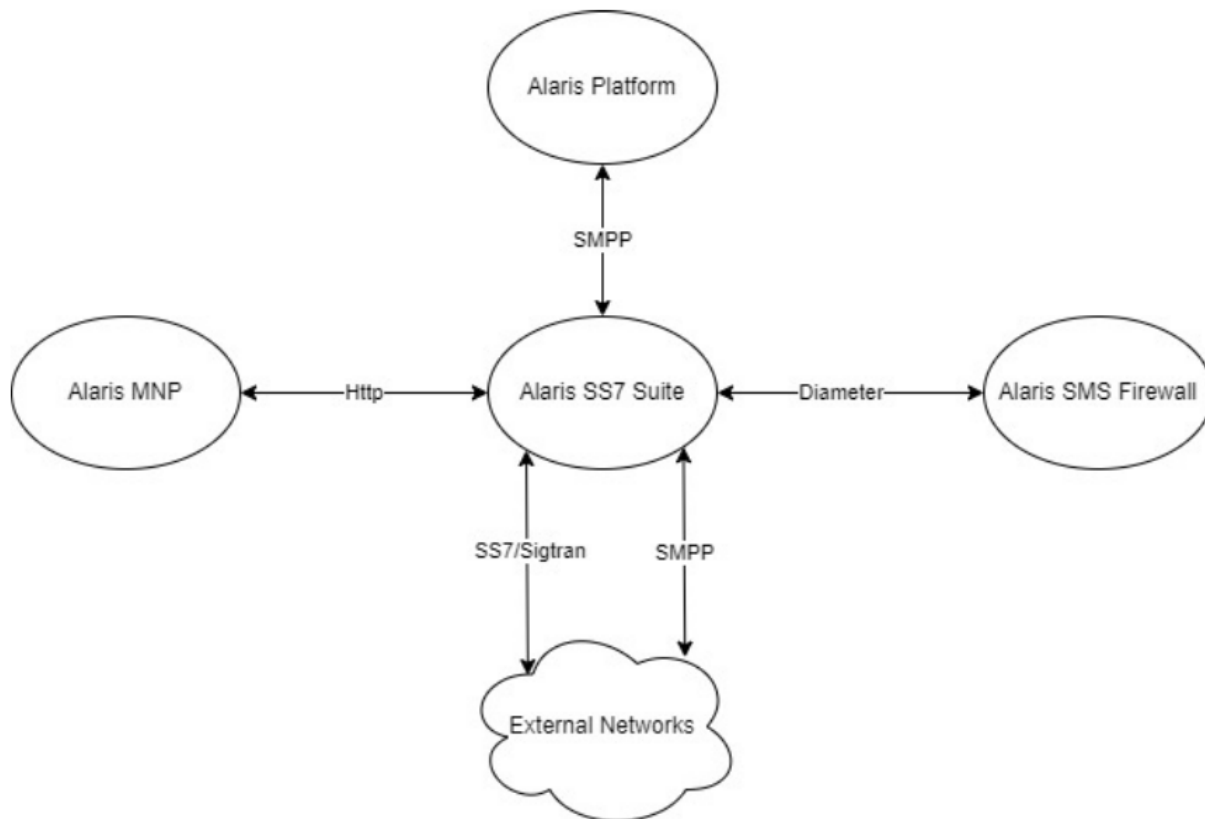 Alaris Platform
SMPP
Alaris MNP
Http
Alaris SS7 Suite
Diameter
Alaris SMS Firewall
SS7/Sigtran
SMPP
External Networks